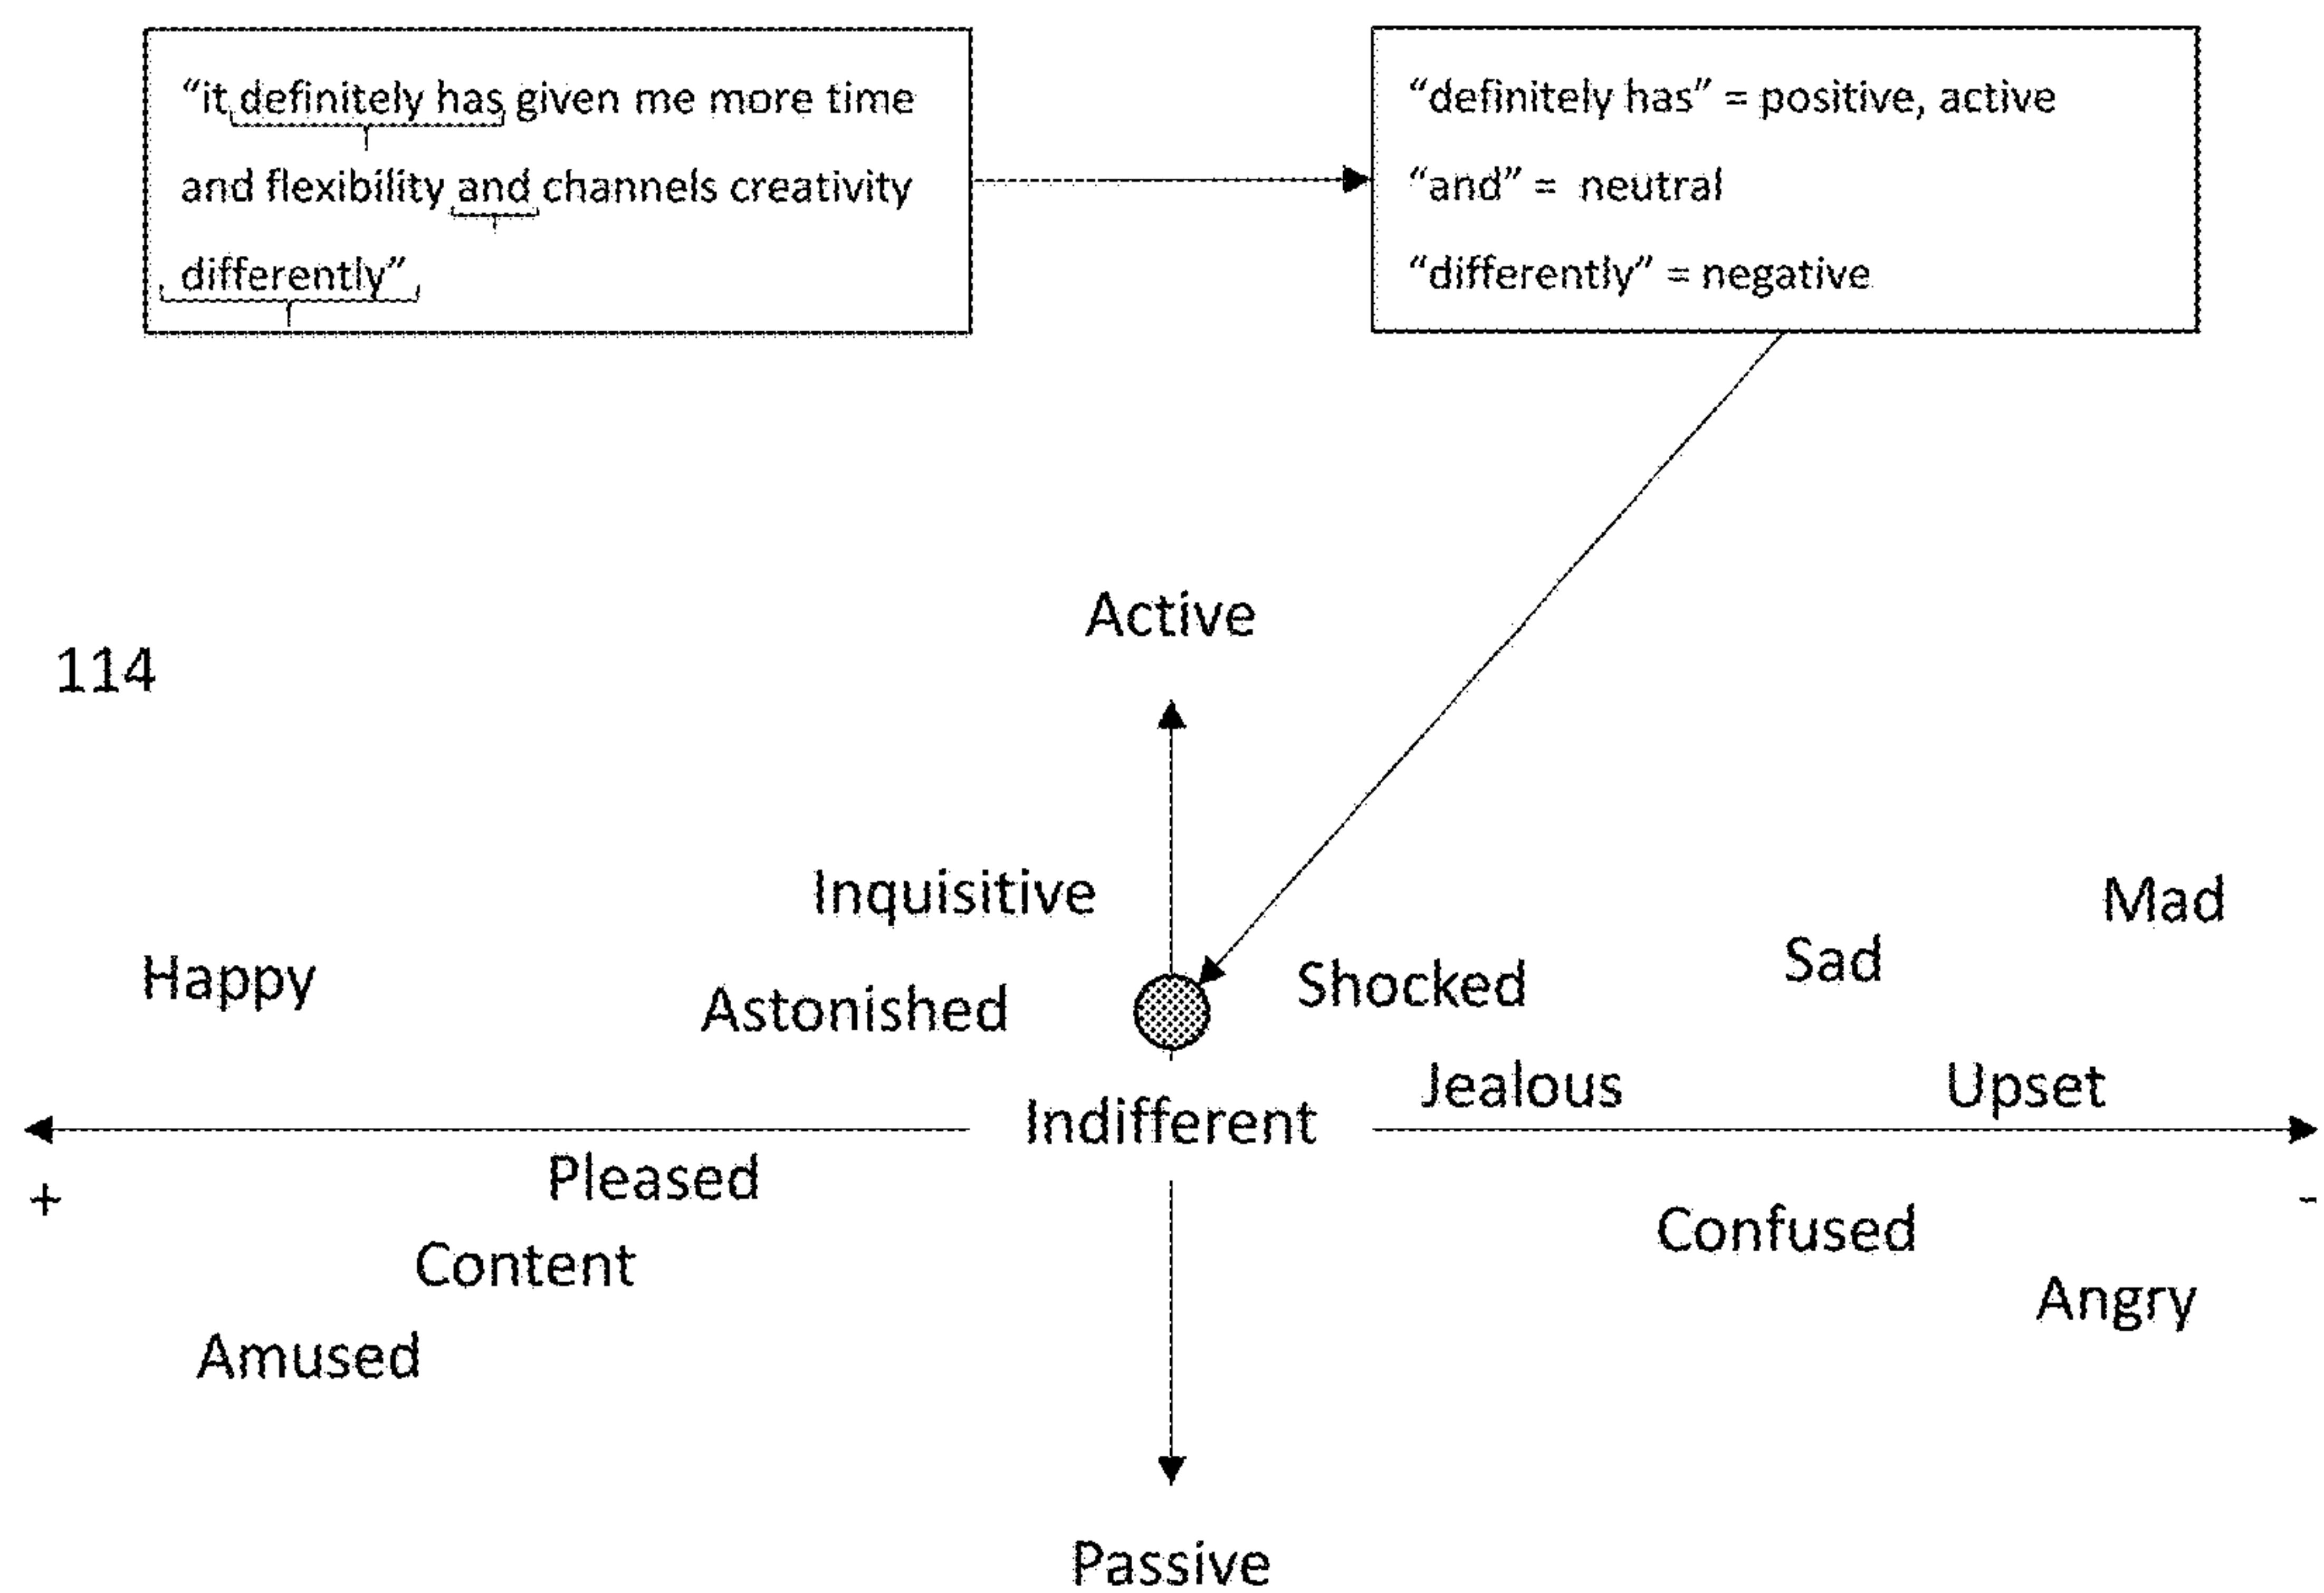 “it definitely has given me more time
and flexibility and channels creativity
differently”
“definitely has” = positive, active
“and” = neutral
“differently” = negative
Active
114
Inquisitive
Mad
Happy
Astonished
Shocked
Sad
Indifferent
Jealous
Upset
+
Pleased
-
Content
Confused
Amused
Angry
Passive